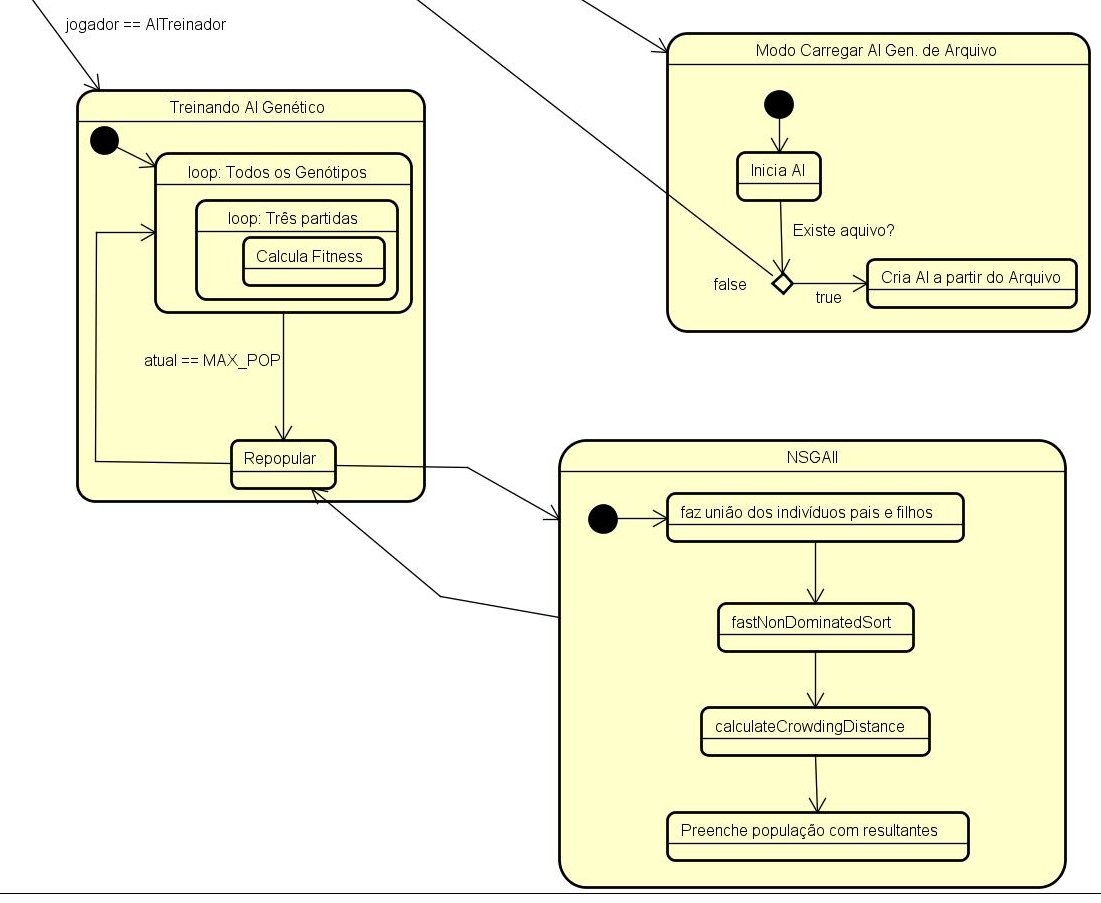 jogador == AITreinador
Treinando AI Genético
loop: Todos os Genótipos
loop: Três partidas
Calcula Fitness
atual == MAX_POP
Repopular
Modo Carregar AI Gen. de Arquivo
Inicia AI
Existe aquivo?
false
true
Cria AI a partir do Arquivo
NSGAII
faz união dos indivíduos pais e filhos
fastNonDominatedSort
calculateCrowdingDistance
Preenche população com resultantes